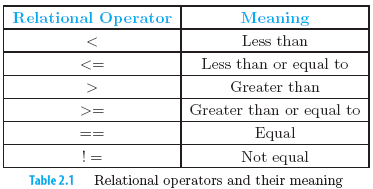 Relational Operator Meaning
< Less than
<= Less than or equal to
> Greater than
>= Greater than or equal to
== Equal
! = Not equal
Table 2.1 Relational operators and their meaning